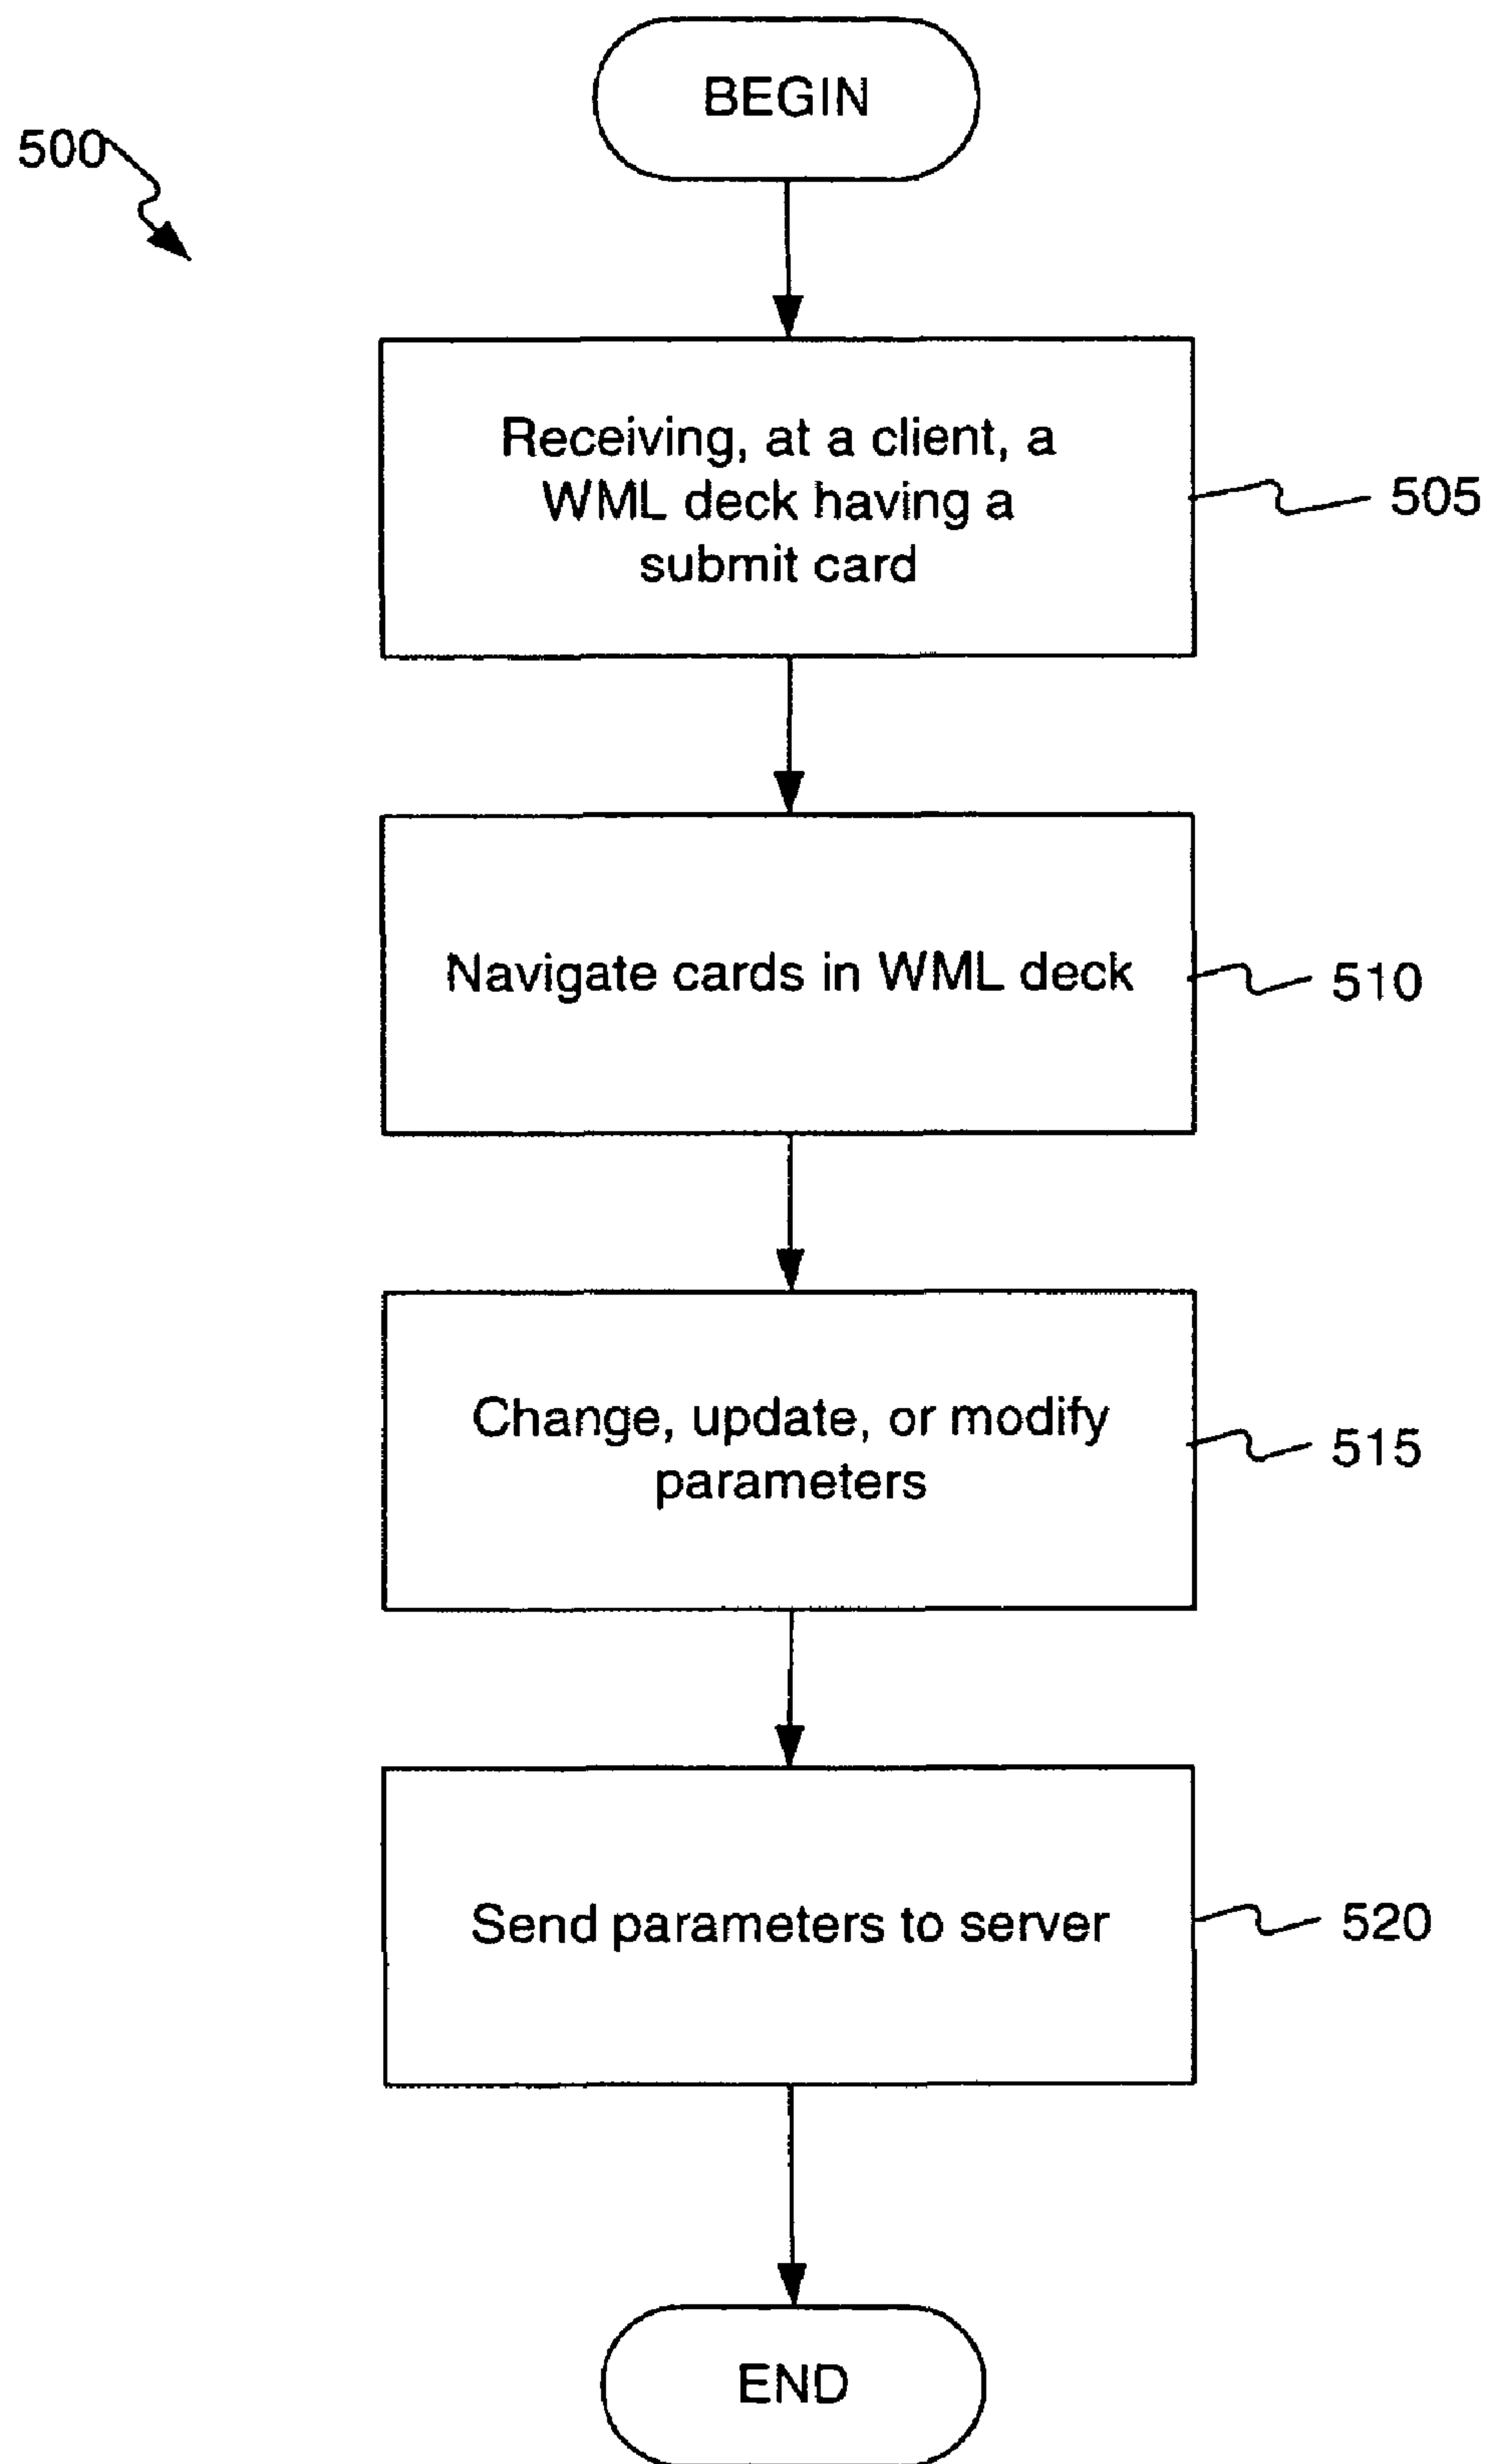 BEGIN
500
Receiving, at a client, a
WML deck having a
submit card
505
Navigate cards in WML deck
510
Change, update, or modify
parameters
515
Send parameters to server
520
END